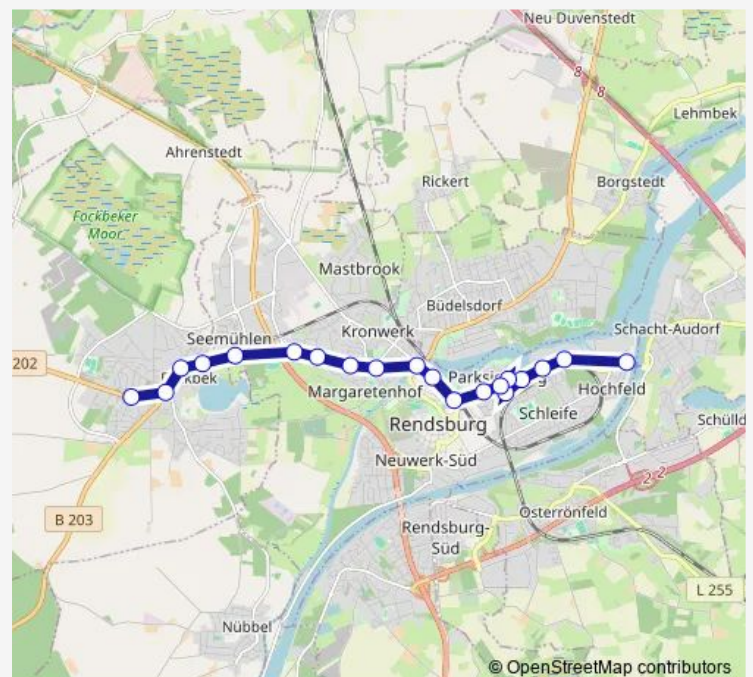 Neu Duvenstedt
8
8
Lehmbek
Ahrenstedt
Rickert
Borgstedt
Fockbeker
Moor
Mastbrook
Büdelsdorf
Seemühlen
Kronwerk
Schacht-Audorf
202
Margaretenhof
Hochfeld
Rendsburg
Schleife
Neuwerk-Süd
B 203
Rendsburg-
Süd
Osterrönfeld
2 2
L 255
Nübbel
© OpenStreetMap contributors